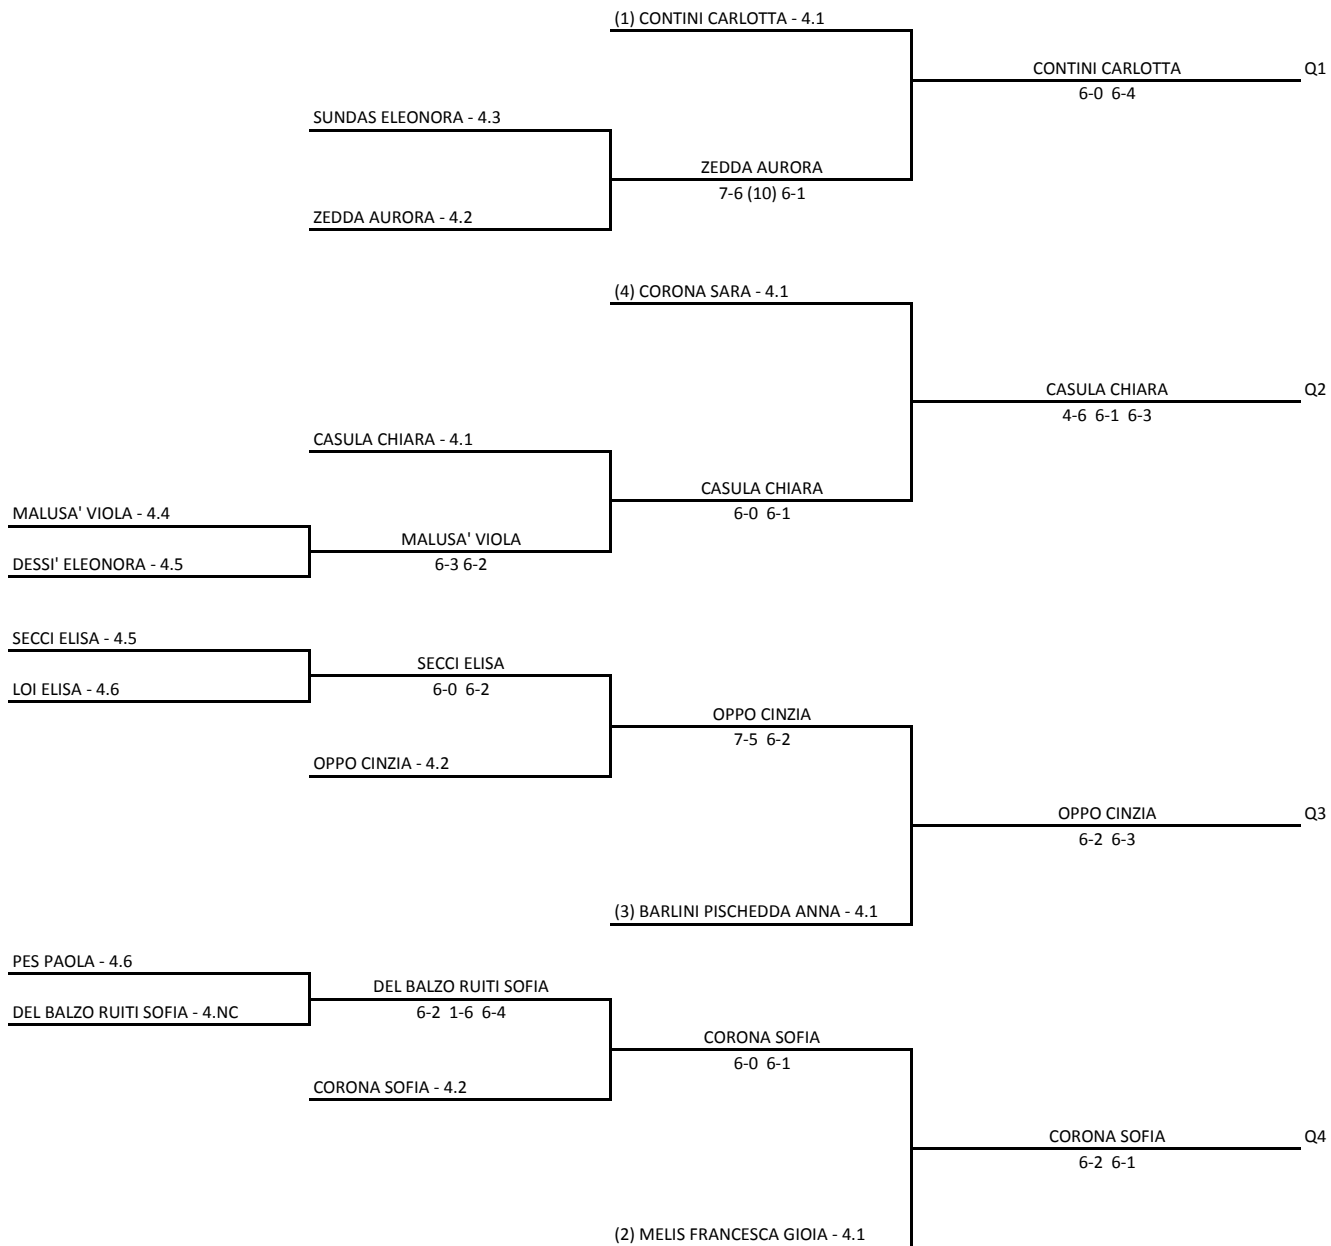 (1) CONTINI CARLOTTA - 4.1
CONTINI CARLOTTA
Q1
6-0 6-4
SUNDAS ELEONORA - 4.3
ZEDDA AURORA
7-6 (10) 6-1
ZEDDA AURORA - 4.2
(4) CORONA SARA - 4.1
CASULA CHIARA
Q2
4-6 6-1 6-3
CASULA CHIARA - 4.1
CASULA CHIARA
6-0 6-1
MALUSA' VIOLA - 4.4
MALUSA' VIOLA
6-3 6-2
DESSI' ELEONORA - 4.5
SECCI ELISA - 4.5
SECCI ELISA
6-0 6-2
LOI ELISA - 4.6
OPPO CINZIA
7-5 6-2
OPPO CINZIA - 4.2
OPPO CINZIA
Q3
6-2 6-3
(3) BARLINI PISCHEDDA ANNA - 4.1
PES PAOLA - 4.6
DEL BALZO RUITI SOFIA
6-2 1-6 6-4
DEL BALZO RUITI SOFIA - 4.NC
CORONA SOFIA
6-0 6-1
CORONA SOFIA - 4.2
CORONA SOFIA
Q4
6-2 6-1
(2) MELIS FRANCESCA GIOIA - 4.1